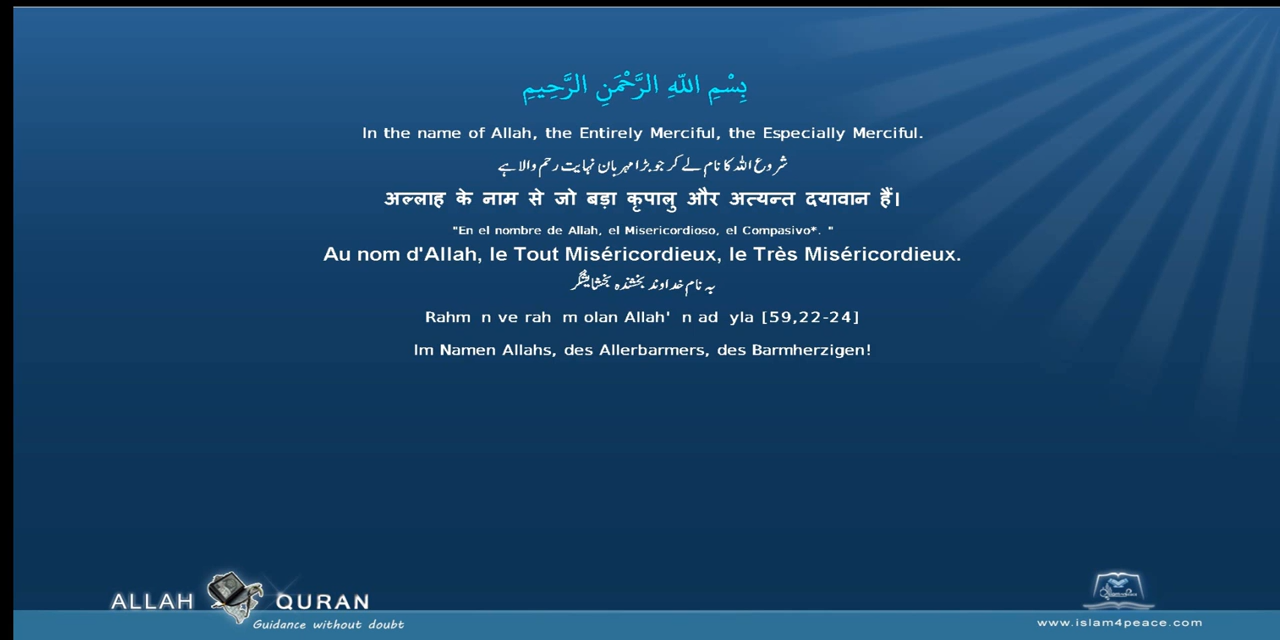 بِسْمِ اللَّهِ الرَّحْمَنِ الرَّحِيمِ
In the name of Allah, the Entirely Merciful, the Especially Merciful.
شروع الله کا نام لے کر جو بڑا مہربان نہایت رحم والا ہے
अल्लाह के नाम से जो बड़ा कृपालु और अत्यन्त दयावान हैं।
"En el nombre de Allah, el Misericordioso, el Compasivo*. "
Au nom d'Allah, le Tout Miséricordieux, le Très Miséricordieux.
به نام خداوند بخشنده بخشایشگر
Rahm n ve rah m olan Allah' n ad yla [59,22-24]
Im Namen Allahs, des Allerbarmers, des Barmherzigen!
ALLAH QURAN
Guidance without doubt
www.islam4peace.com